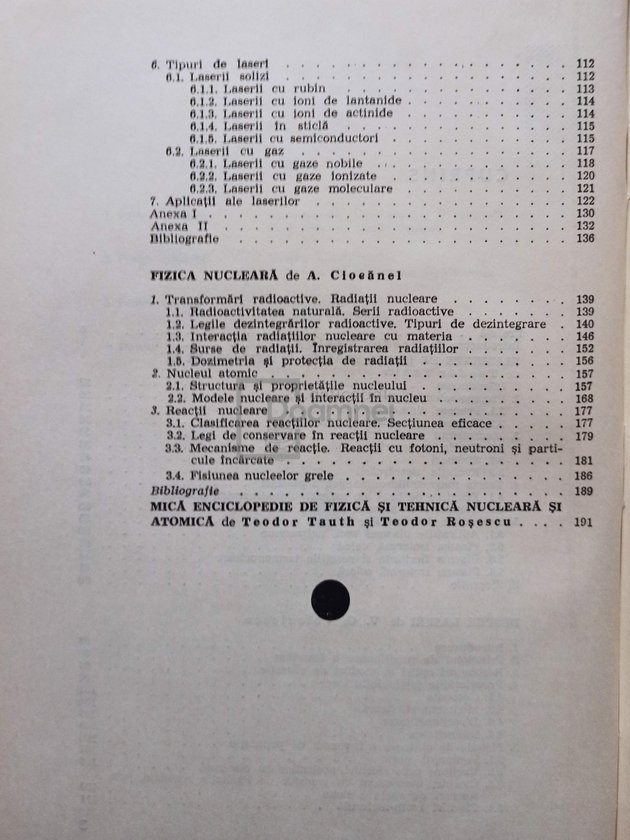 6. Tipuri de laseri . . . . . . . . . . . . . . . . . 112
6.1. Laserii solizi . . . . . . . . . . . . . . . . . 112
6.1.1. Laserii cu rubin . . . . . . . . . . . . . . 113
6.1.2. Laserii cu ioni de lantanide . . . . . . . . . 114
6.1.3. Laserii cu ioni de actinide . . . . . . . . . 114
6.1.4. Laserii în sticlă . . . . . . . . . . . . . 115
6.1.5. Laserii cu semiconductori . . . . . . . . . . 115
6.2. Laserii cu gaz . . . . . . . . . . . . . . . . 117
6.2.1. Laserii cu gaze nobile . . . . . . . . . . . 118
6.2.2. Laserii cu gaze ionizate . . . . . . . . . . 120
6.2.3. Laserii cu gaze moleculare . . . . . . . . . 121
7. Aplicații ale laserilor . . . . . . . . . . . . . . 122
Anexa I . . . . . . . . . . . . . . . . . . . . 130
Anexa II . . . . . . . . . . . . . . . . . . . . 132
Bibliografie . . . . . . . . . . . . . . . . . . 136
FIZICA NUCLEARĂ de A. Ciocănel
1. Transformări radioactive. Radiații nucleare . . . . . . . 139
1.1. Radioactivitatea naturală. Serii radioactive . . . . . . 139
1.2. Legile dezintegrărilor radioactive. Tipuri de dezintegrare . 140
1.3. Interacția radiațiilor nucleare cu materia . . . . . . 146
1.4. Surse de radiații. Înregistrarea radiațiilor . . . . . . 152
1.5. Dozimetria și protecția de radiații . . . . . . . . 156
2. Nucleul atomic . . . . . . . . . . . . . . . . . 157
2.1. Structura și proprietățile nucleului . . . . . . . . 157
2.2. Modele nucleare și interacții în nucleu . . . . . . . 168
3. Reacții nucleare . . . . . . . . . . . . . . . . 177
3.1. Clasificarea reacțiilor nucleare. Secțiunea eficace . . . . 177
3.2. Legi de conservare în reacții nucleare . . . . . . . . 179
3.3. Mecanisme de reacție. Reacții cu fotoni, neutroni și parti-
cule încărcate . . . . . . . . . . . . . . . . 181
3.4. Fisiunea nucleelor grele . . . . . . . . . . . . . 186
Bibliografie . . . . . . . . . . . . . . . . . . 189
MICĂ ENCICLOPEDIE DE FIZICĂ ȘI TEHNICĂ NUCLEARĂ ȘI
ATOMICĂ de Teodor Tauth și Teodor Roșescu . . . . 191